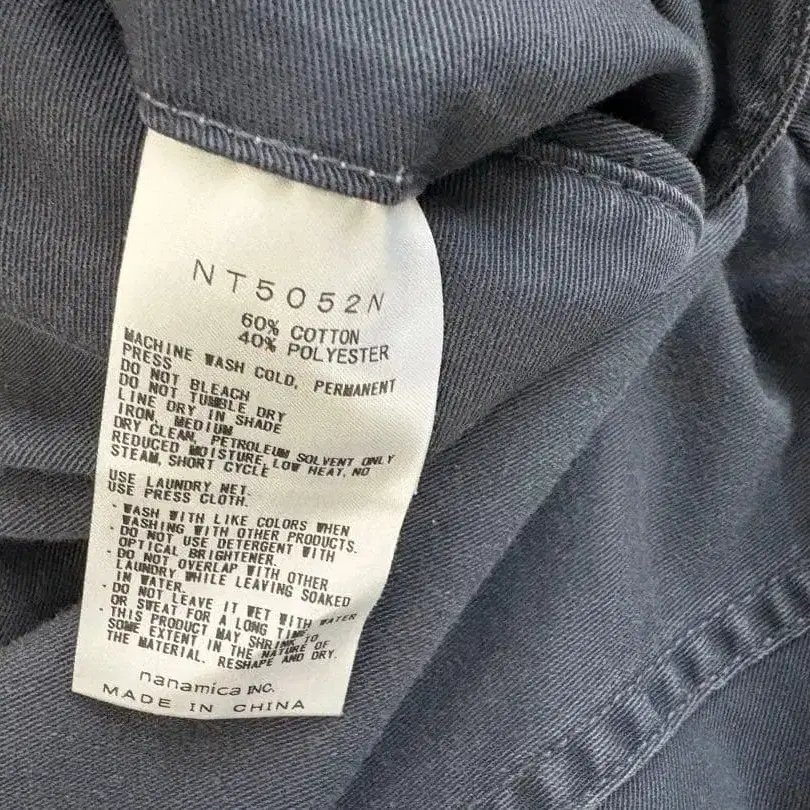 NT5052N
60% COTTON
40% POLYESTER
MACHINE WASH COLD, PERMANENT
PRESS
DO NOT BLEACH
DO NOT TUMBLE DRY
LINE DRY IN SHADE
IRON, MEDIUM
DRY CLEAN, PETROLEUM SOLVENT ONLY
REDUCED MOISTURE, LOW HEAT, NO
STEAM, SHORT CYCLE
USE LAUNDRY NET.
USE PRESS CLOTH.
・WASH WITH LIKE COLORS WHEN
WASHING WITH OTHER PRODUCTS.
・DO NOT USE DETERGENT WITH
OPTICAL BRIGHTENER.
・DO NOT OVERLAP WITH OTHER
LAUNDRY WHILE LEAVING SOAKED
IN WATER.
・DO NOT LEAVE IT WET WITH WATER
OR SWEAT FOR A LONG TIME.
・THIS PRODUCT MAY SHRINK TO
SOME EXTENT IN THE NATURE OF
THE MATERIAL. RESHAPE AND DRY.
nanamica INC.
MADE IN CHINA